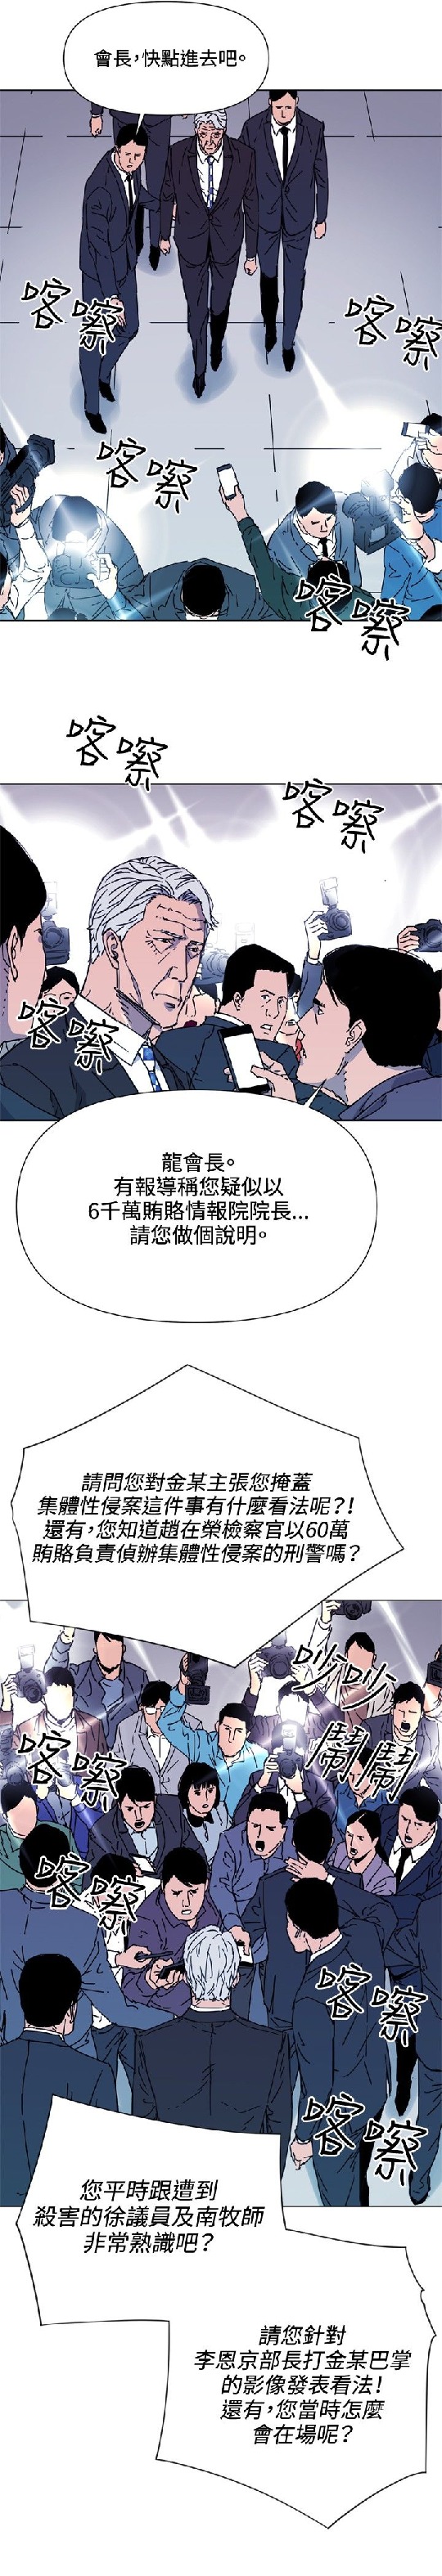 會長，快點進去吧。
喀嚓
喀嚓
喀嚓
喀嚓
喀嚓
喀嚓
喀嚓
龍會長。
有報導稱您疑似以
6千萬賄賂情報院院長...
請您做個說明。
請問您對金某主張您掩蓋
集體性侵案這件事有什麼看法呢？！
還有，您知道趙在榮檢察官以60萬
賄賂負責偵辦集體性侵案的刑警嗎？
吵吵
鬧鬧
喀嚓
喀嚓
喀嚓
喀嚓
您平時跟遭到
殺害的徐議員及南牧師
非常熟識吧？
請您針對
李恩京部長打金某巴掌
的影像發表看法！
還有，您當時怎麼
會在場呢？